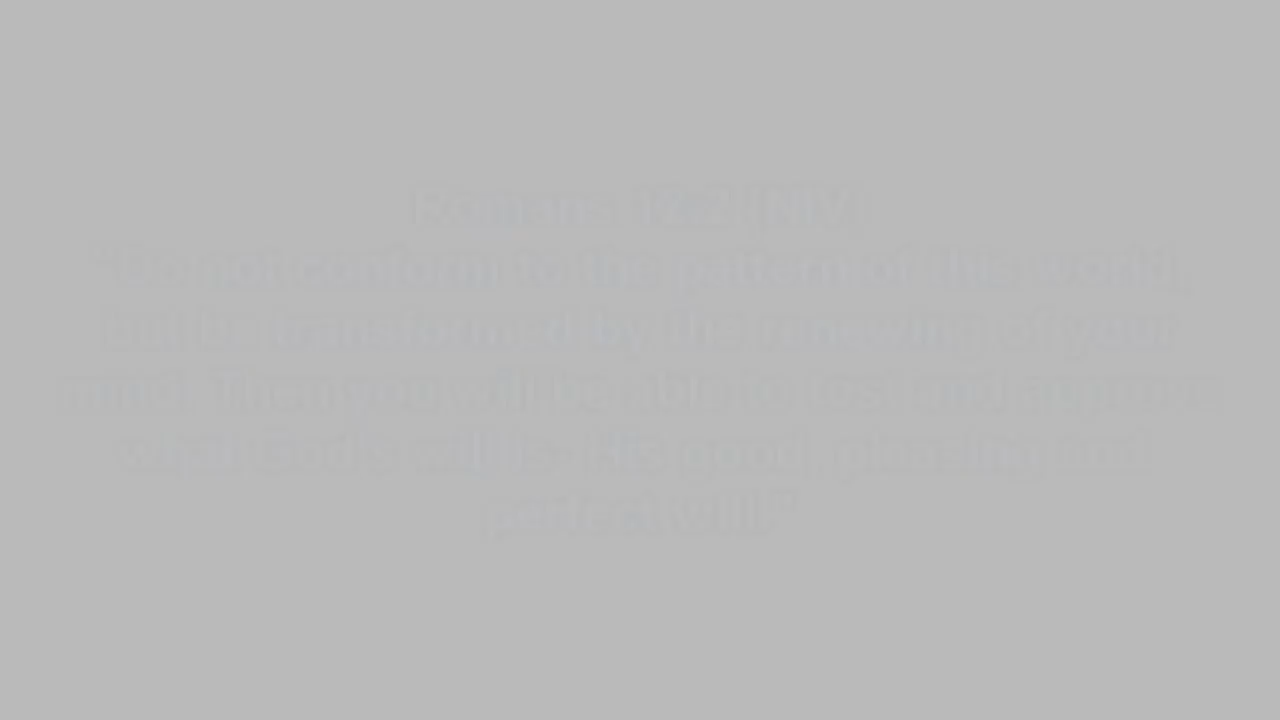 Romans 12:2 (NIV)
"Do not conform to the pattern of this world,
but be transformed by the renewing of your
mind. Then you will be able to test and approve
what God's will is- His good, pleasing and
perfect will."